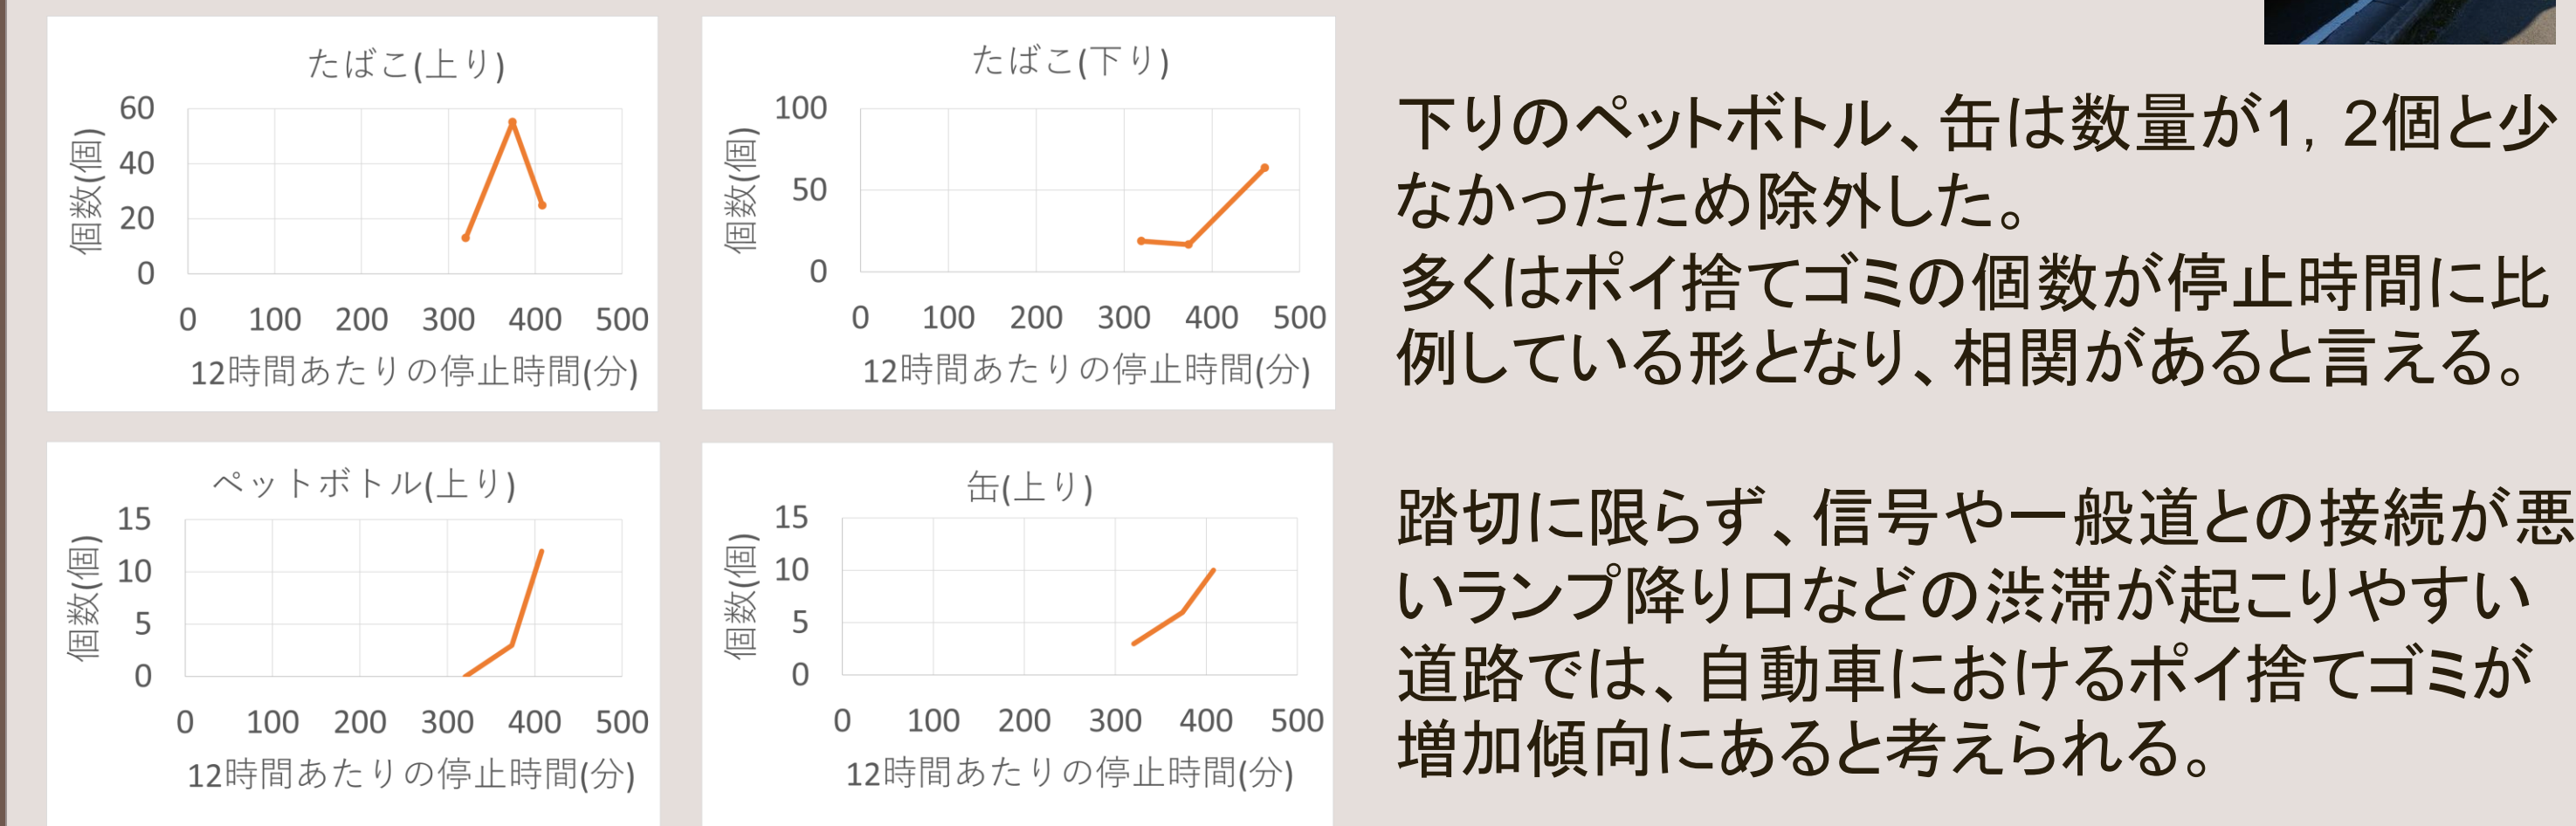 たばこ(上り)
60
40
20
0
個数(個)
0 100 200 300 400 500
12時間あたりの停止時間(分)
たばこ(下り)
100
50
0
個数(個)
0 100 200 300 400 500
12時間あたりの停止時間(分)
ペットボトル(上り)
15
10
5
0
個数(個)
0 100 200 300 400 500
12時間あたりの停止時間(分)
缶(上り)
15
10
5
0
個数(個)
0 100 200 300 400 500
12時間あたりの停止時間(分)
下りのペットボトル、缶は数量が1，2個と少
なかったため除外した。
多くはポイ捨てゴミの個数が停止時間に比
例している形となり、相関があると言える。
踏切に限らず、信号や一般道との接続が悪
いランプ降り口などの渋滞が起こりやすい
道路では、自動車におけるポイ捨てゴミが
増加傾向にあると考えられる。